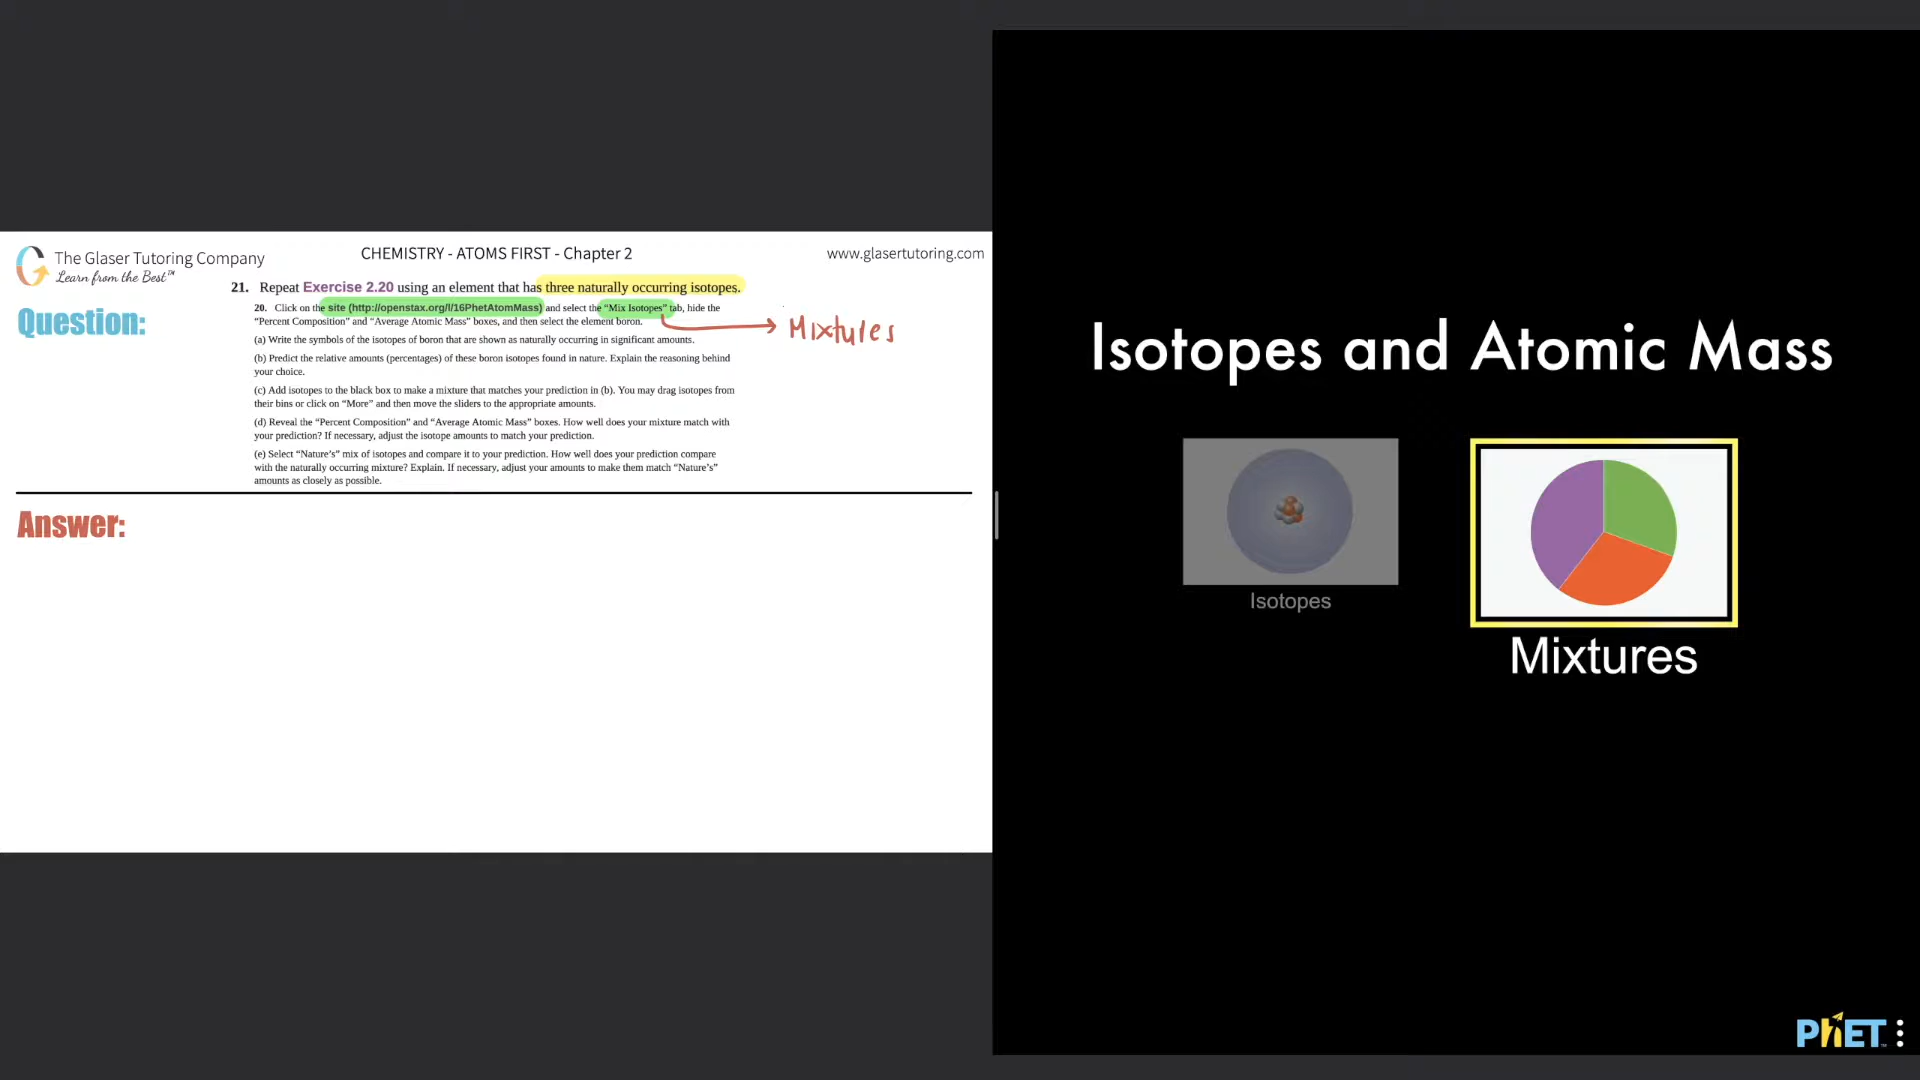 The Glaser Tutoring Company
Learn from the Best™
CHEMISTRY - ATOMS FIRST - Chapter 2
www.glasertutoring.com
Question:
21. Repeat Exercise 2.20 using an element that has three naturally occurring isotopes.
20. Click on the site (http://openstax.org/l/16PhetAtomMass) and select the “Mix Isotopes” tab, hide the
“Percent Composition” and “Average Atomic Mass” boxes, and then select the element boron.
Mixtures
(a) Write the symbols of the isotopes of boron that are shown as naturally occurring in significant amounts.
(b) Predict the relative amounts (percentages) of these boron isotopes found in nature. Explain the reasoning behind
your choice.
(c) Add isotopes to the black box to make a mixture that matches your prediction in (b). You may drag isotopes from
their bins or click on “More” and then move the sliders to the appropriate amounts.
(d) Reveal the “Percent Composition” and “Average Atomic Mass” boxes. How well does your mixture match with
your prediction? If necessary, adjust the isotope amounts to match your prediction.
(e) Select “Nature’s” mix of isotopes and compare it to your prediction. How well does your prediction compare
with the naturally occurring mixture? Explain. If necessary, adjust your amounts to make them match “Nature’s”
amounts as closely as possible.
Answer:
Isotopes and Atomic Mass
Isotopes
Mixtures
PhET™